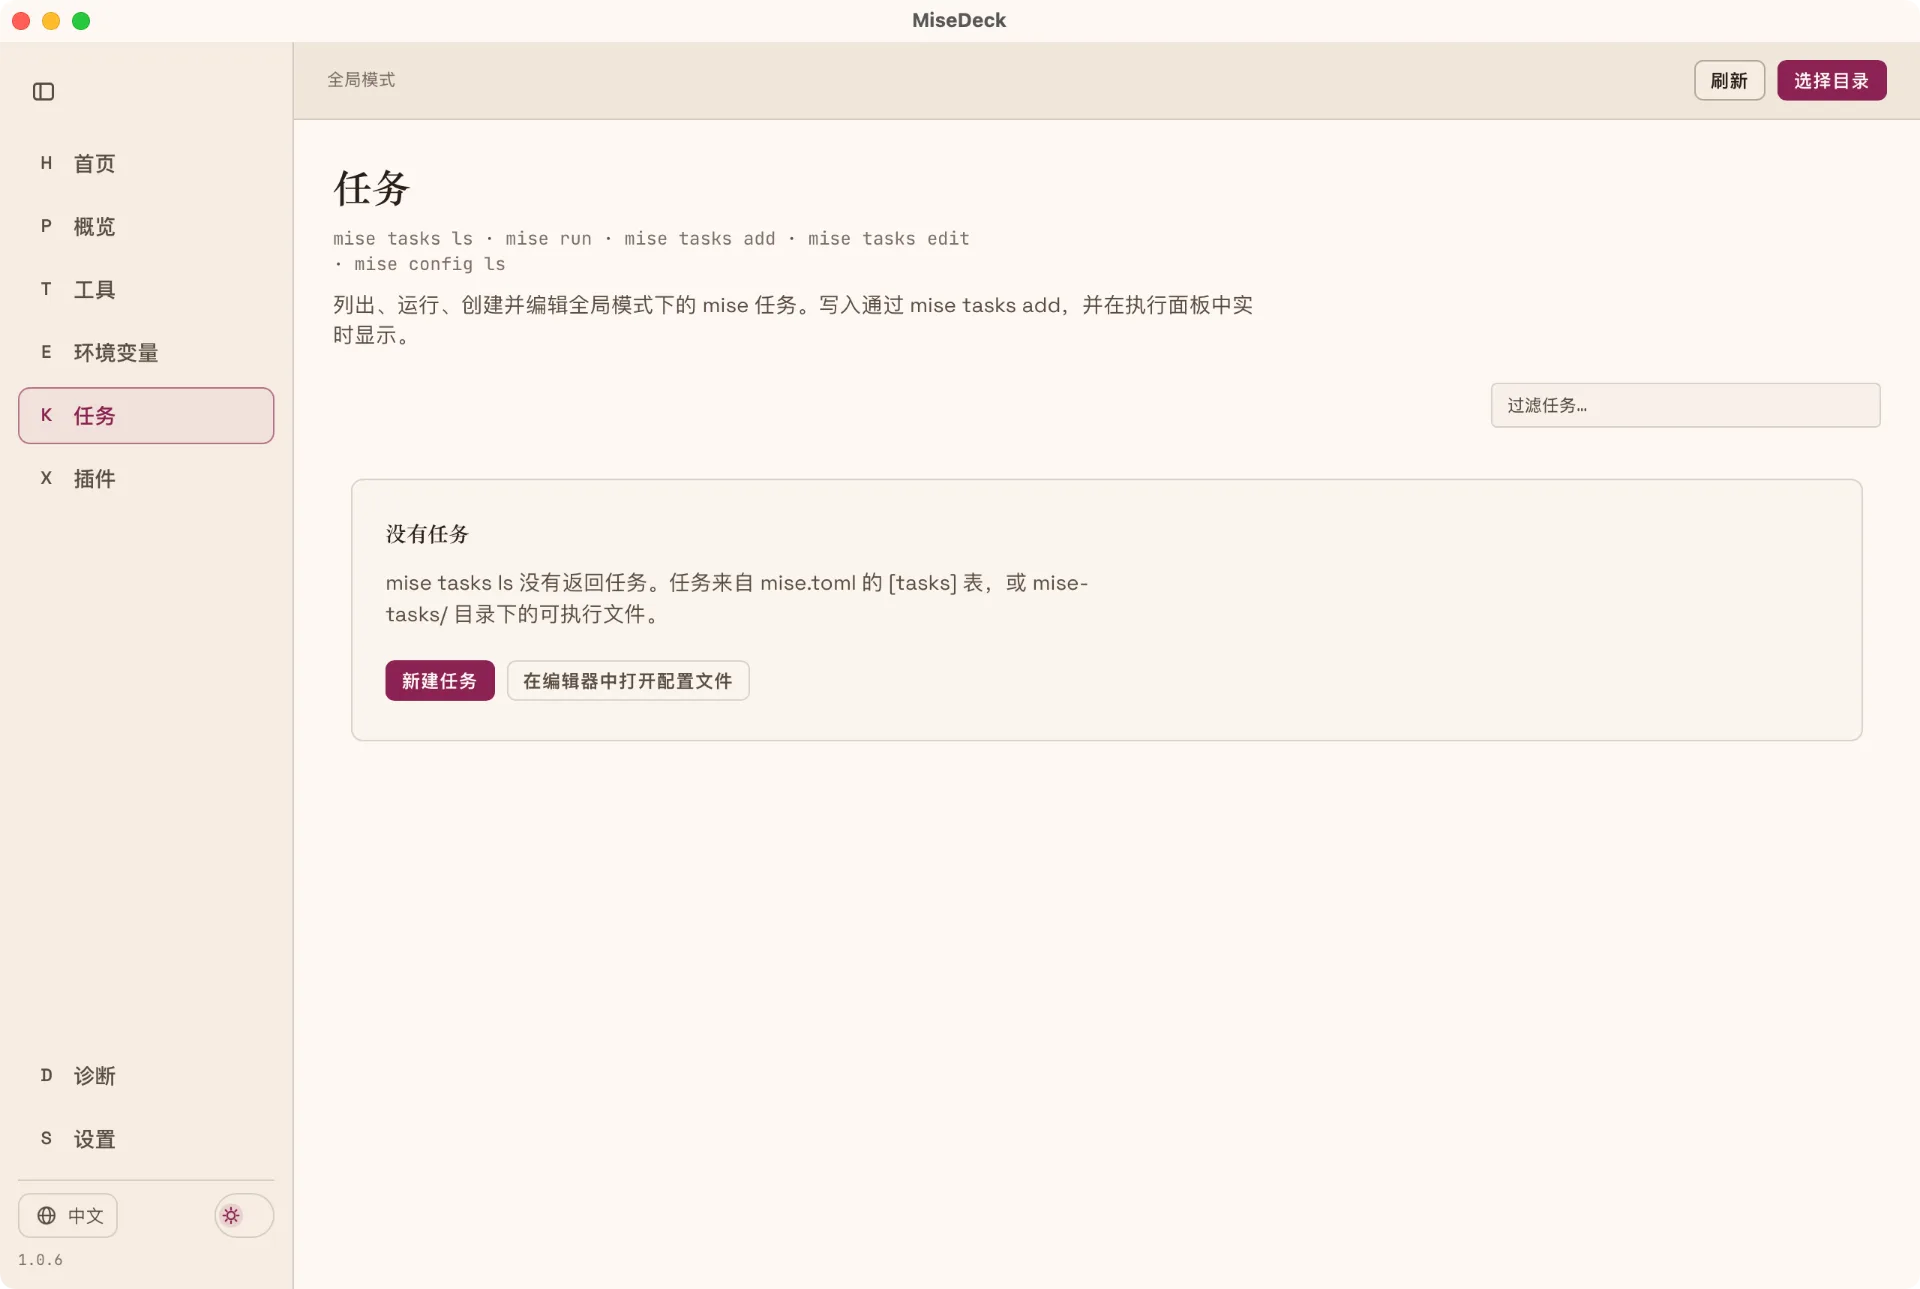 MiseDeck
全局模式
刷新
选择目录
H 首页
P 概览
T 工具
E 环境变量
K 任务
X 插件
任务
mise tasks ls · mise run · mise tasks add · mise tasks edit
· mise config ls
列出、运行、创建并编辑全局模式下的 mise 任务。写入通过 mise tasks add，并在执行面板中实
时显示。
过滤任务…
没有任务
mise tasks ls 没有返回任务。任务来自 mise.toml 的 [tasks] 表，或 mise-
tasks/ 目录下的可执行文件。
新建任务
在编辑器中打开配置文件
D 诊断
S 设置
中文
1.0.6